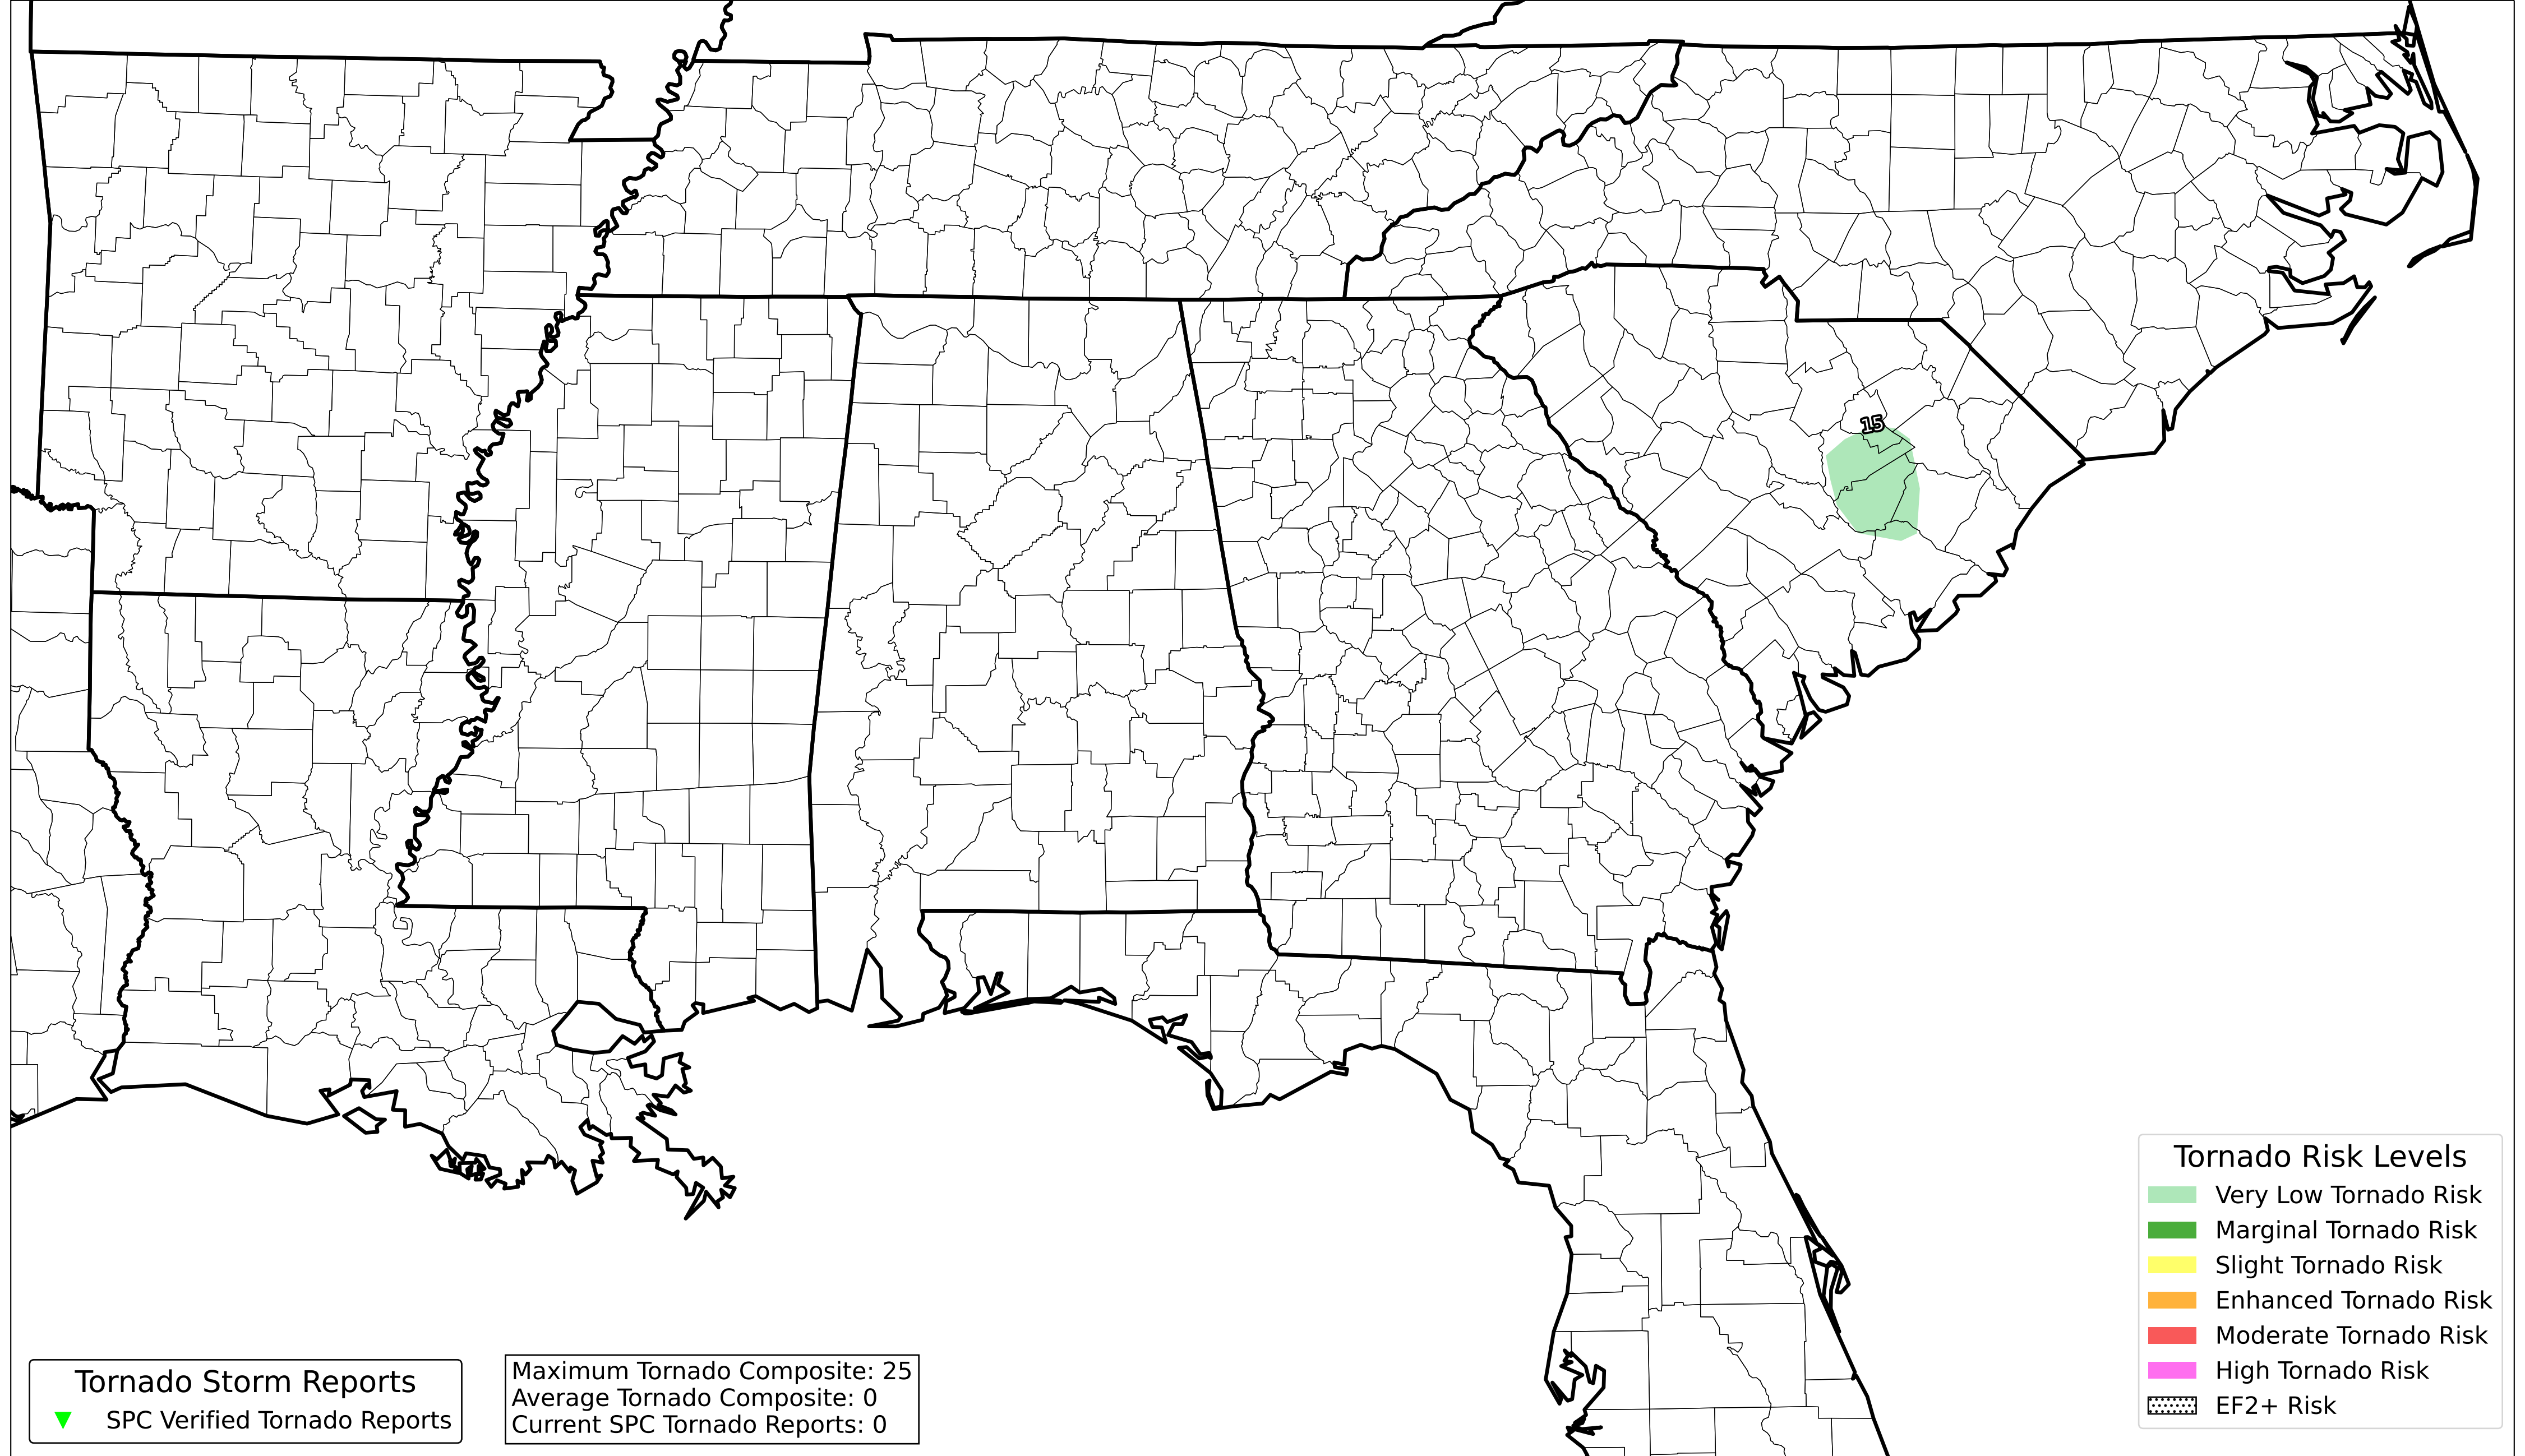 15
Tornado Risk Levels
Very Low Tornado Risk
Marginal Tornado Risk
Slight Tornado Risk
Enhanced Tornado Risk
Moderate Tornado Risk
High Tornado Risk
EF2+ Risk
Tornado Storm Reports
SPC Verified Tornado Reports
Maximum Tornado Composite: 25
Average Tornado Composite: 0
Current SPC Tornado Reports: 0